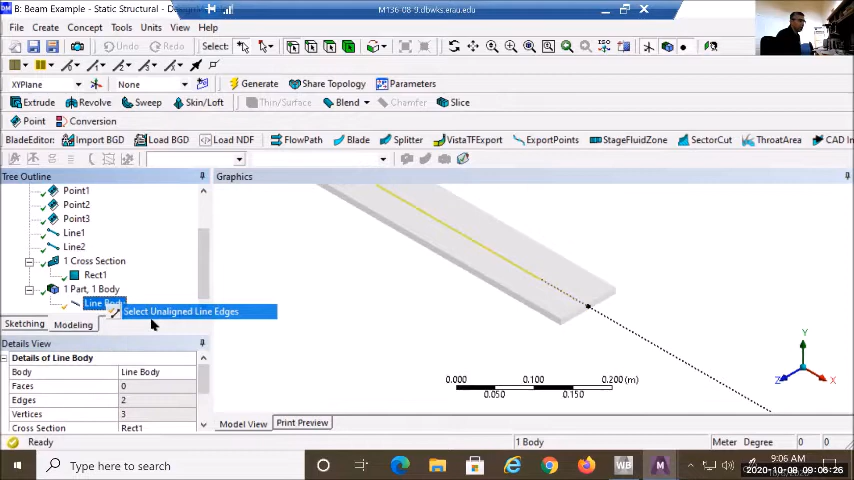 B: Beam Example - Static Structural - Des
M136-08-9.dbwks.erau.edu
File Create Concept Tools Units View Help
Undo Redo Select:
XYPlane None Generate Share Topology Parameters
Extrude Revolve Sweep Skin/Loft Thin/Surface Blend Chamfer Slice
Point Conversion
BladeEditor: Import BGD Load BGD Load NDF FlowPath Blade Splitter VistaTFExport ExportPoints StageFluidZone SectorCut ThroatArea CAD In
Tree Outline
Graphics
Point1
Point2
Point3
Line1
Line2
1 Cross Section
Rect1
1 Part, 1 Body
Line Body
Select Unaligned Line Edges
Sketching Modeling
Details View
Details of Line Body
Body Line Body
Faces 0
Edges 2
Vertices 3
Cross Section Rect1
0.000 0.100 0.200 (m)
0.050 0.150
Y
Z X
Model View Print Preview
Ready 1 Body Meter Degree 0 0
Type here to search
WB M
9:06 AM
2020-10-08 09:06:26